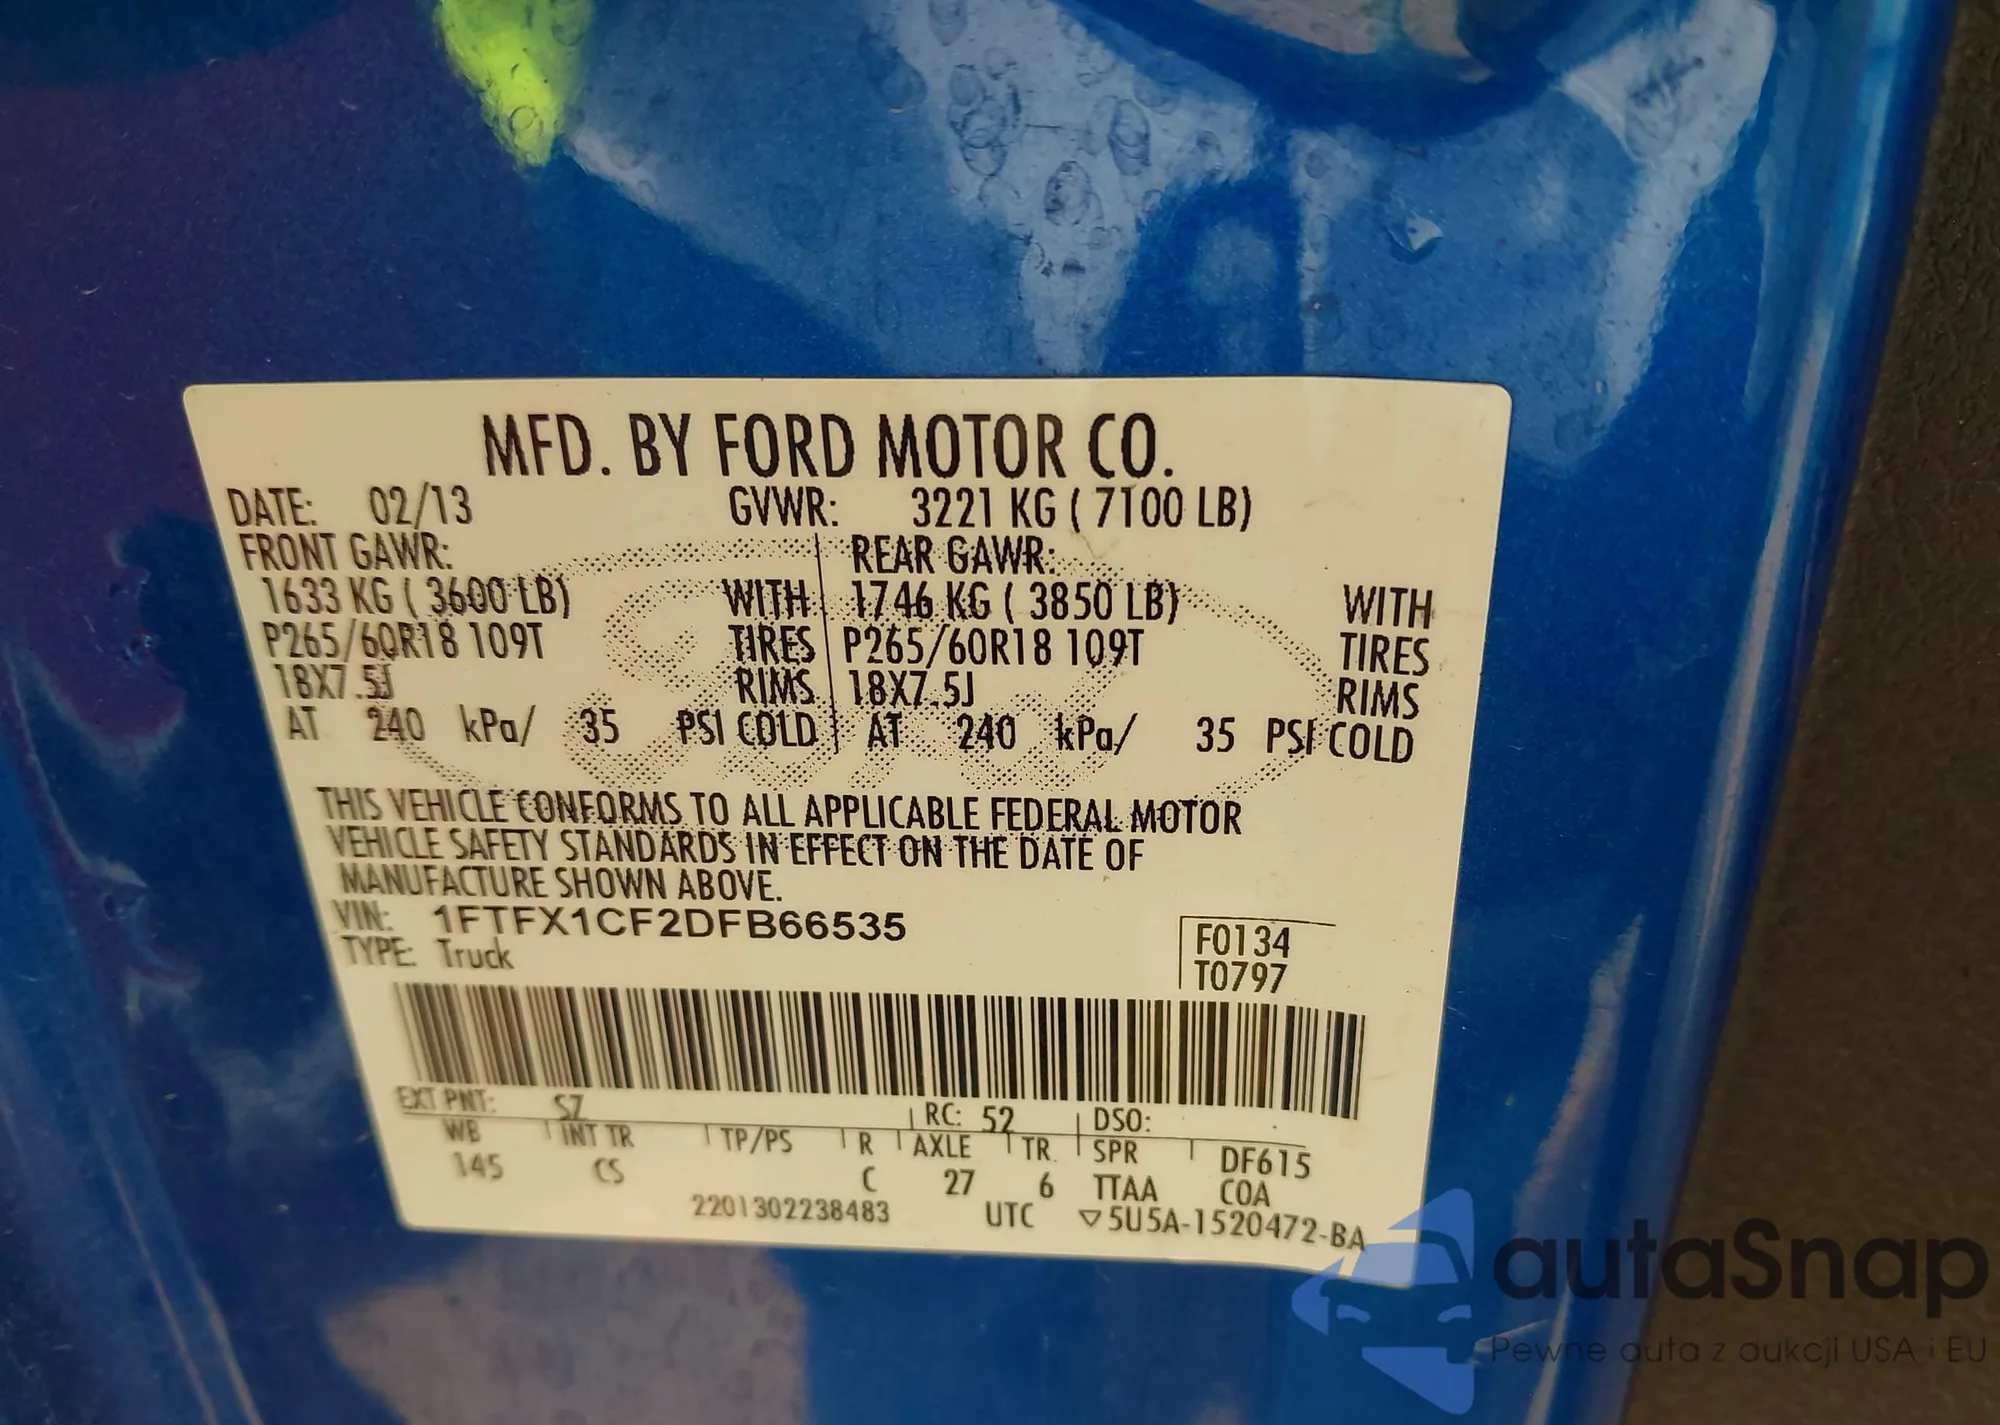 MFD. BY FORD MOTOR CO.
DATE: 02/13 GVWR: 3221 KG ( 7100 LB)
FRONT GAWR: REAR GAWR:
1633 KG ( 3600 LB) WITH 1746 KG ( 3850 LB) WITH
P265/60R18 109T TIRES P265/60R18 109T TIRES
18X7.5J RIMS 18X7.5J RIMS
AT 240 kPa/ 35 PSI COLD AT 240 kPa/ 35 PSI COLD
THIS VEHICLE CONFORMS TO ALL APPLICABLE FEDERAL MOTOR
VEHICLE SAFETY STANDARDS IN EFFECT ON THE DATE OF
MANUFACTURE SHOWN ABOVE.
VIN: 1FTFX1CF2DFB66535
TYPE: Truck
F0134
T0797
EXT PNT: SZ RC: 52 DSO:
WB INT TR TP/PS R AXLE TR SPR DF615
145 CS C 27 6 TTAA COA
2201302238483 UTC ▽5U5A-1520472-BA
autaSnap
Pewne auta z aukcji USA i EU